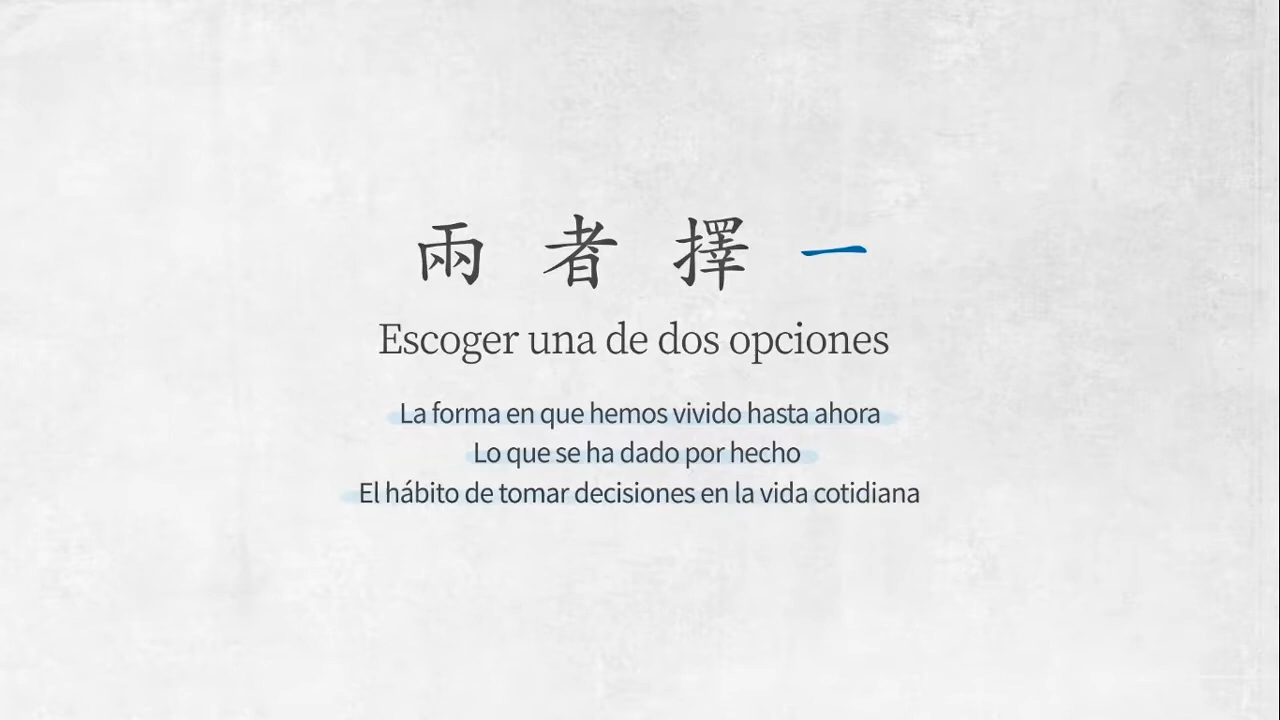 兩者擇一
Escoger una de dos opciones
La forma en que hemos vivido hasta ahora
Lo que se ha dado por hecho
El hábito de tomar decisiones en la vida cotidiana